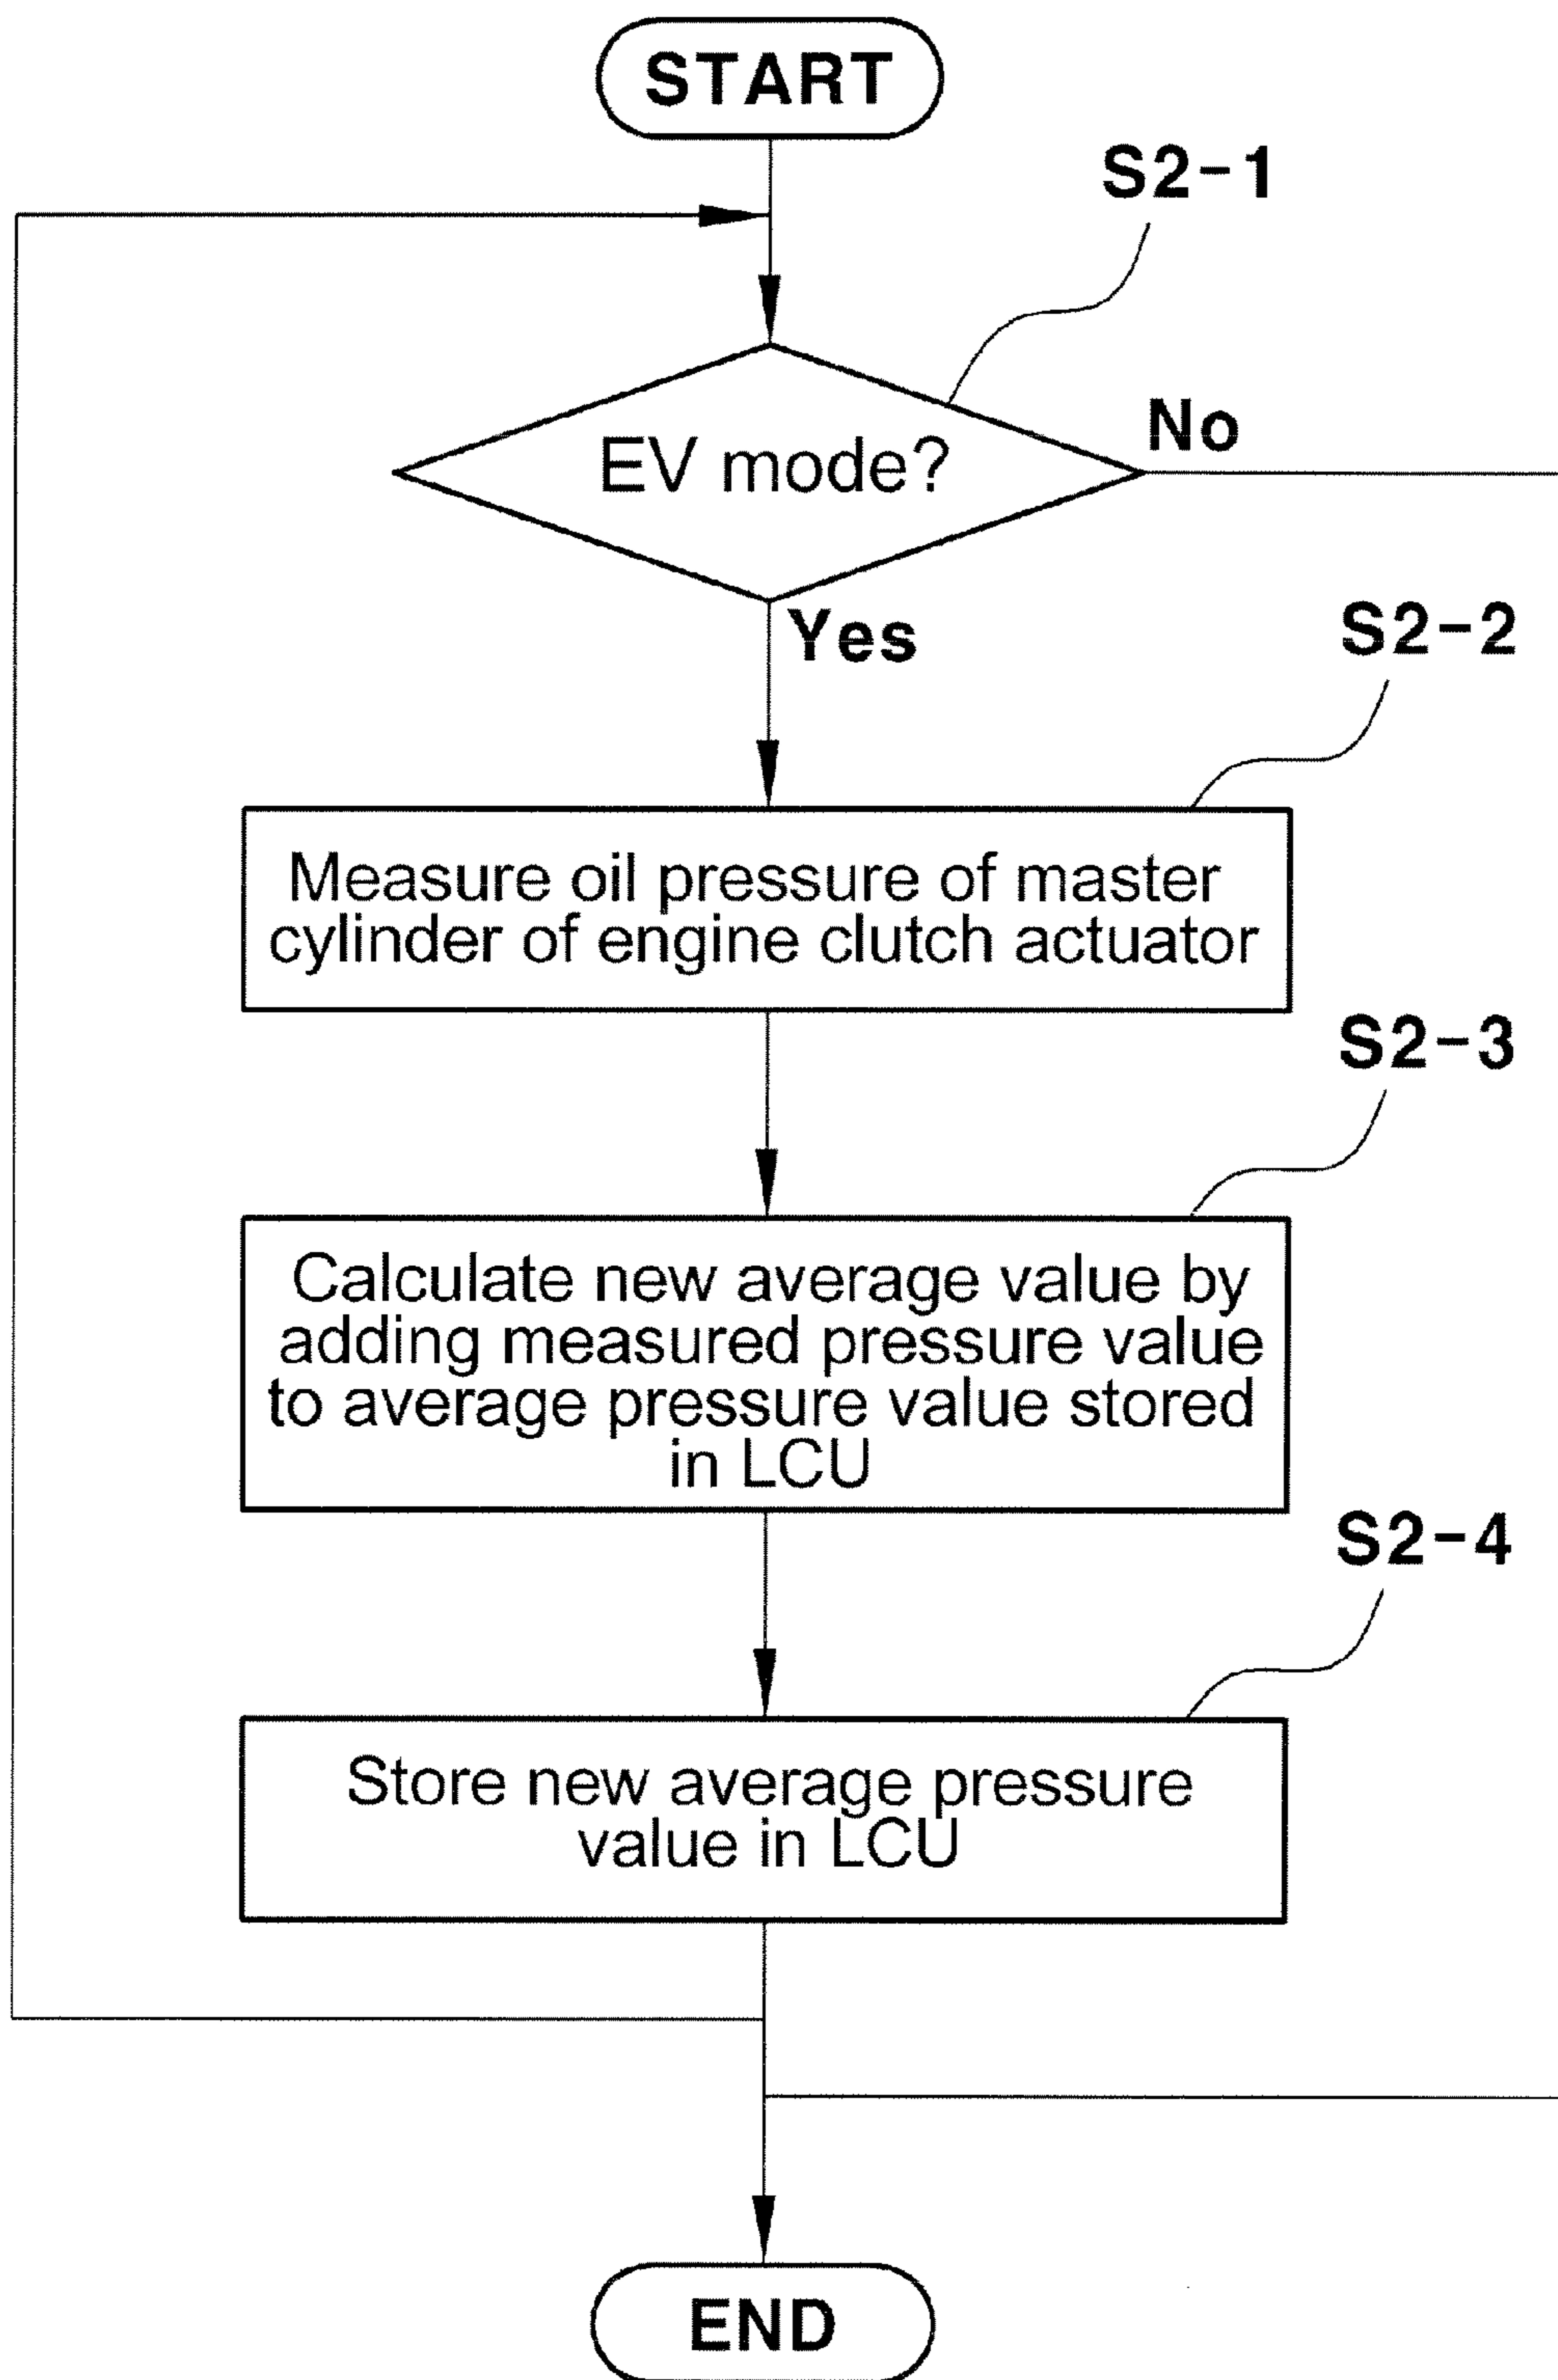 START
S2-1
EV mode?
No
Yes
S2-2
Measure oil pressure of master
cylinder of engine clutch actuator
S2-3
Calculate new average value by
adding measured pressure value
to average pressure value stored
in LCU
S2-4
Store new average pressure
value in LCU
END